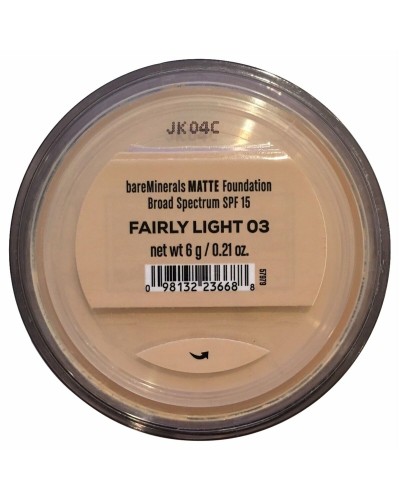 JK04C
bareMinerals MATTE Foundation
Broad Spectrum SPF 15
FAIRLY LIGHT 03
net wt 6 g / 0.21 oz.
0 98132 23668 8